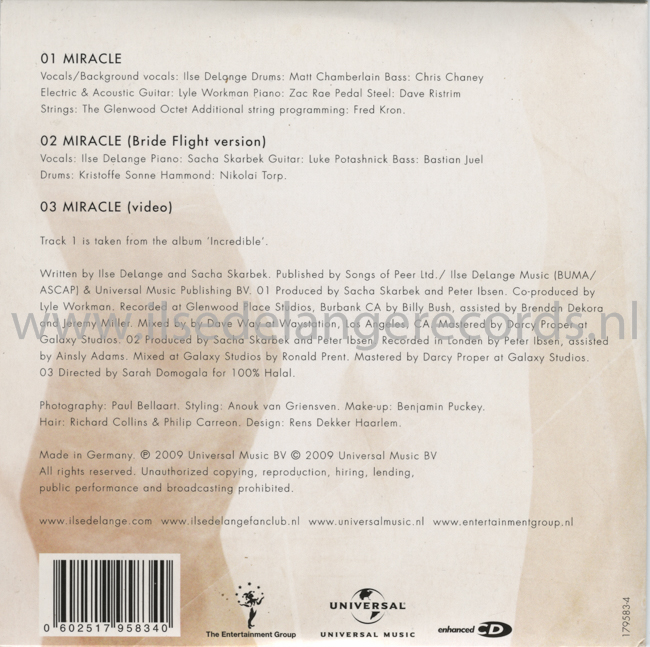 01 MIRACLE
Vocals/Background vocals: Ilse DeLange Drums: Matt Chamberlain Bass: Chris Chaney
Electric & Acoustic Guitar: Lyle Workman Piano: Zac Rae Pedal Steel: Dave Ristrim
Strings: The Glenwood Octet Additional string programming: Fred Kron.
02 MIRACLE (Bride Flight version)
Vocals: Ilse DeLange Piano: Sacha Skarbek Guitar: Luke Potashnick Bass: Bastian Juel
Drums: Kristoffe Sonne Hammond: Nikolai Torp.
03 MIRACLE (video)
Track 1 is taken from the album 'Incredible'.
Written by Ilse DeLange and Sacha Skarbek. Published by Songs of Peer Ltd./ Ilse DeLange Music (BUMA/
ASCAP) & Universal Music Publishing BV. 01 Produced by Sacha Skarbek and Peter Ibsen. Co-produced by
Lyle Workman. Recorded at Glenwood Place Studios, Burbank CA by Billy Bush, assisted by Brendan Dekora
www.ilsedelangerecords.nl
and Jeremy Miller. Mixed by by Dave Way at Waystation, Los Angeles, CA. Mastered by Darcy Proper at
Galaxy Studios. 02 Produced by Sacha Skarbek and Peter Ibsen. Recorded in London by Peter Ibsen, assisted
by Ainsly Adams. Mixed at Galaxy Studios by Ronald Prent. Mastered by Darcy Proper at Galaxy Studios.
03 Directed by Sarah Domogala for 100% Halal.
Photography: Paul Bellaart. Styling: Anouk van Griensven. Make-up: Benjamin Puckey.
Hair: Richard Collins & Philip Carreon. Design: Rens Dekker Haarlem.
Made in Germany. ℗ 2009 Universal Music BV © 2009 Universal Music BV
All rights reserved. Unauthorized copying, reproduction, hiring, lending,
public performance and broadcasting prohibited.
www.ilsedelange.com www.ilsedelangefanclub.nl www.universalmusic.nl www.entertainmentgroup.nl
0 602517 958340
The Entertainment Group
UNIVERSAL
UNIVERSAL MUSIC
enhanced CD
179583-4